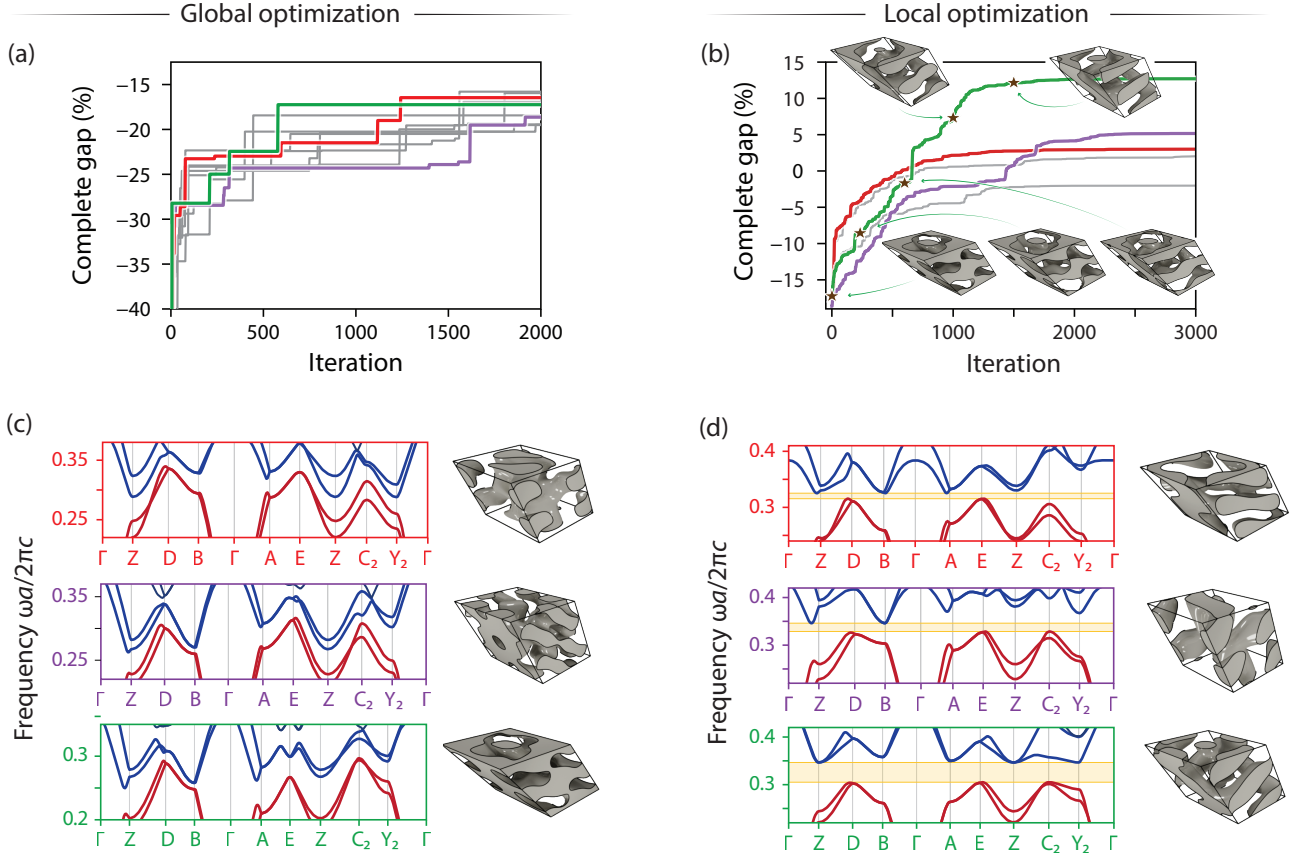 Global optimization
Local optimization
(a)
Complete gap (%)
−15
−20
−25
−30
−35
−40
0 500 1000 1500 2000
Iteration
(b)
Complete gap (%)
15
10
5
0
−5
−10
−15
0 1000 2000 3000
Iteration
(c)
Frequency ωa/2πc
0.35
0.25
Γ Z D B Γ A E Z C₂ Y₂ Γ
0.35
0.25
Γ Z D B Γ A E Z C₂ Y₂ Γ
0.3
0.2
Γ Z D B Γ A E Z C₂ Y₂ Γ
(d)
Frequency ωa/2πc
0.4
0.3
Γ Z D B Γ A E Z C₂ Y₂ Γ
0.4
0.3
Γ Z D B Γ A E Z C₂ Y₂ Γ
0.4
0.3
Γ Z D B Γ A E Z C₂ Y₂ Γ